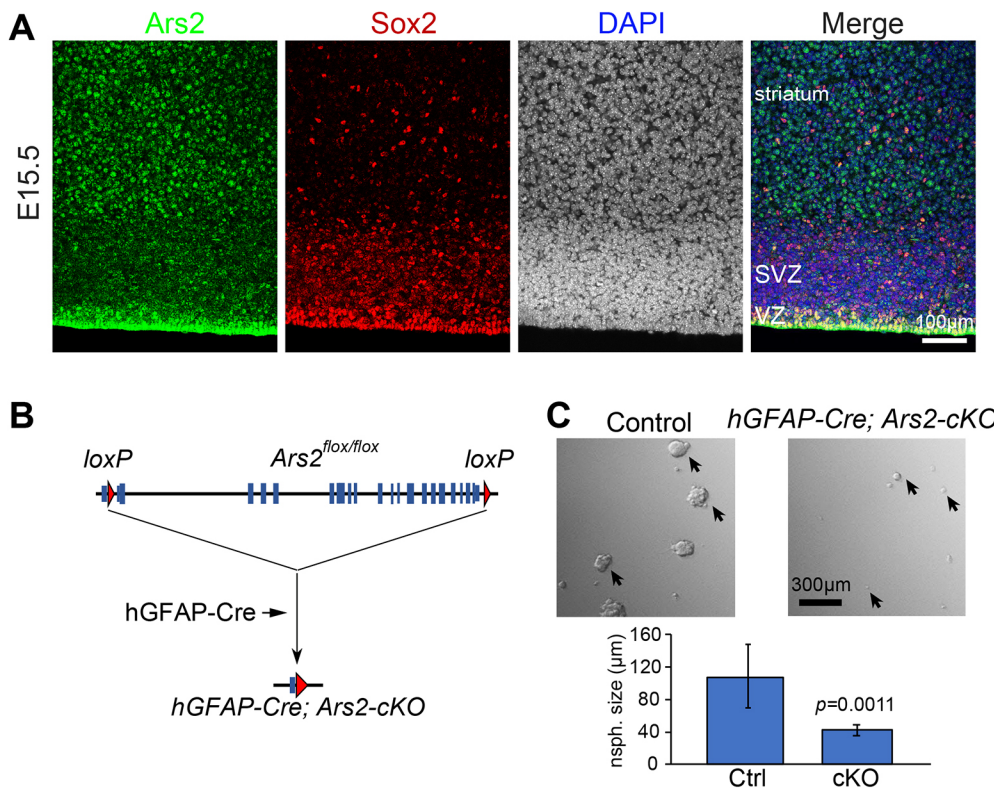 A
Ars2
Sox2
DAPI
Merge
E15.5
striatum
SVZ
VZ
100µm
B
loxP
Ars2flox/flox
loxP
hGFAP-Cre
hGFAP-Cre; Ars2-cKO
C
Control
hGFAP-Cre; Ars2-cKO
300µm
nsph. size (µm)
160
120
80
40
0
p=0.0011
Ctrl
cKO